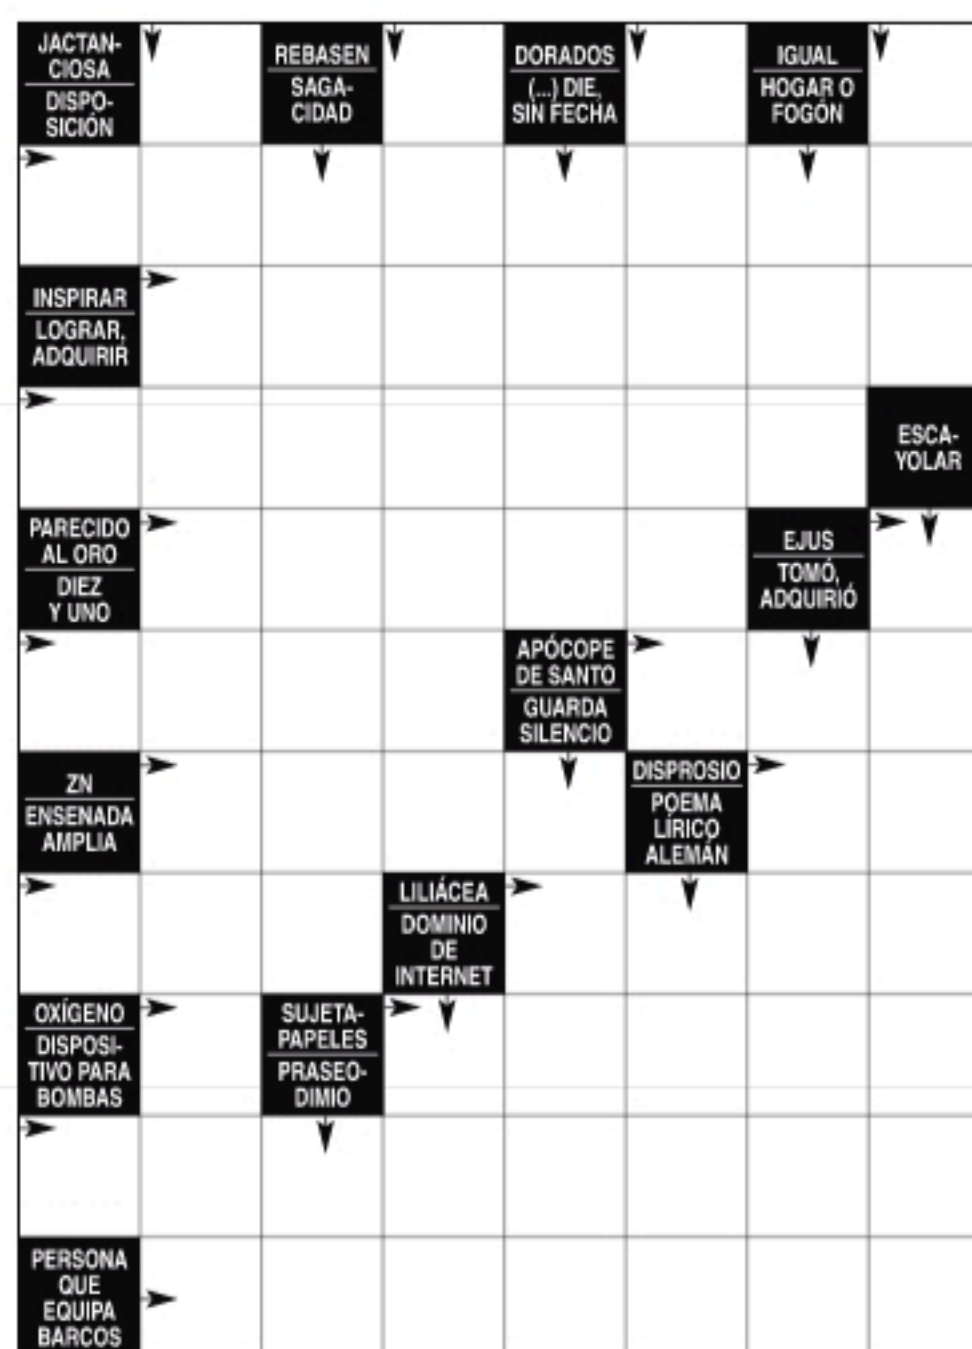 JACTAN-
CIOSA
DISPO-
SICIÓN
REBASEN
SAGA-
CIDAD
DORADOS
(...) DIE,
SIN FECHA
IGUAL
HOGAR O
FOGÓN
INSPIRAR
LOGRAR,
ADQUIRIR
ESCA-
YOLAR
PARECIDO
AL ORO
DIEZ
Y UNO
EJUS
TOMÓ,
ADQUIRIÓ
APÓCOPE
DE SANTO
GUARDA
SILENCIO
ZN
ENSENADA
AMPLIA
DISPROSIO
POEMA
LÍRICO
ALEMÁN
LILIÁCEA
DOMINIO
DE
INTERNET
OXÍGENO
DISPOSI-
TIVO PARA
BOMBAS
SUJETA-
PAPELES
PRASEO-
DIMIO
PERSONA
QUE
EQUIPA
BARCOS